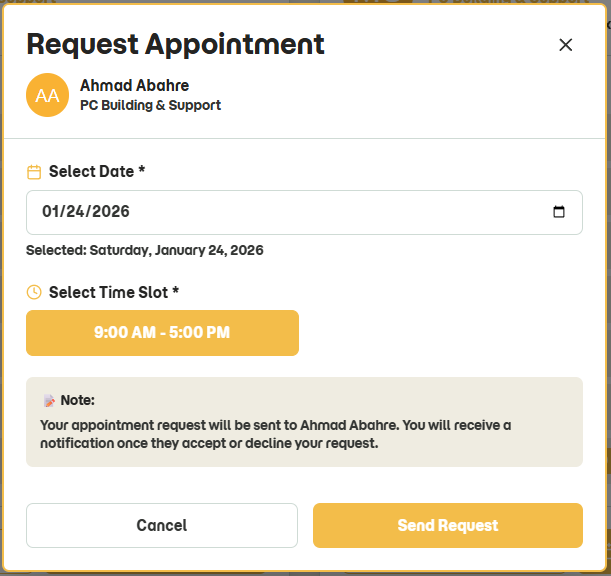 Request Appointment
AA
Ahmad Abahre
PC Building & Support
Select Date *
01/24/2026
Selected: Saturday, January 24, 2026
Select Time Slot *
9:00 AM - 5:00 PM
Note:
Your appointment request will be sent to Ahmad Abahre. You will receive a
notification once they accept or decline your request.
Cancel
Send Request